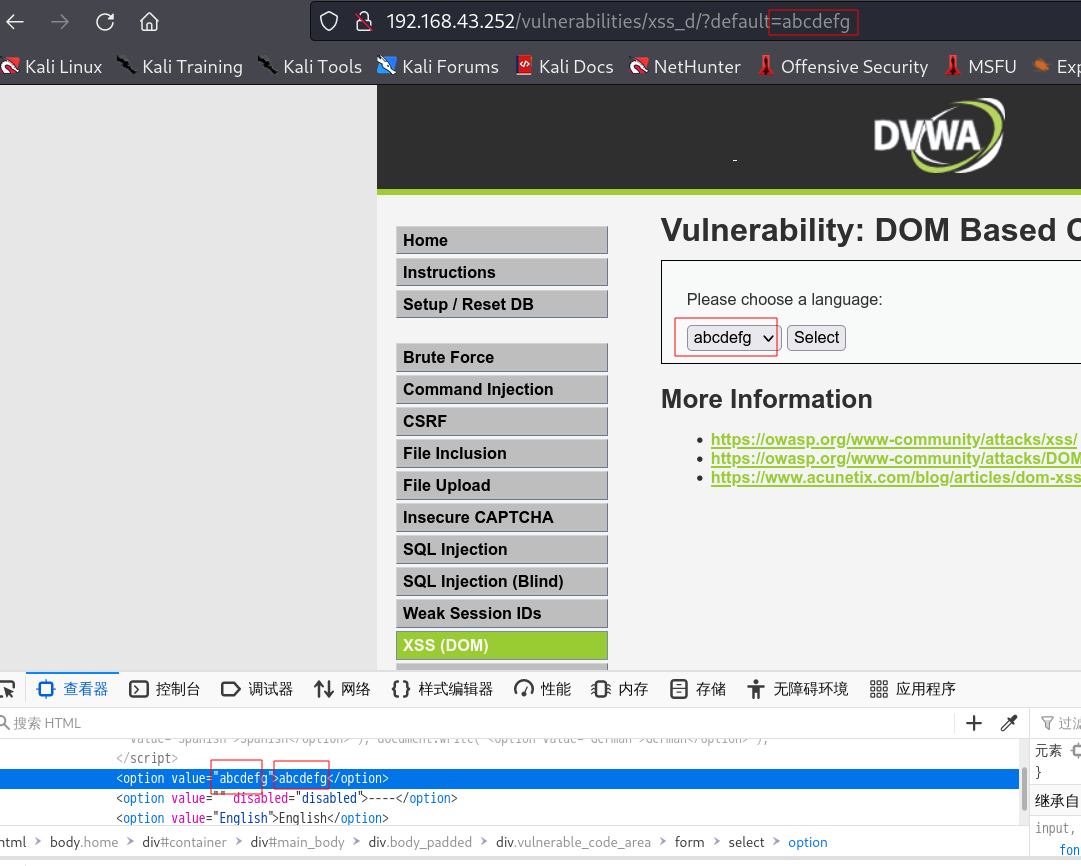 192.168.43.252/vulnerabilities/xss_d/?default=abcdefg
Kali Linux Kali Training Kali Tools Kali Forums Kali Docs NetHunter Offensive Security MSFU Exp
DVWA
Home
Instructions
Setup / Reset DB
Brute Force
Command Injection
CSRF
File Inclusion
File Upload
Insecure CAPTCHA
SQL Injection
SQL Injection (Blind)
Weak Session IDs
XSS (DOM)
Vulnerability: DOM Based C
Please choose a language:
abcdefg Select
More Information
https://owasp.org/www-community/attacks/xss/
https://owasp.org/www-community/attacks/DOM
https://www.acunetix.com/blog/articles/dom-xss
查看器 控制台 调试器 网络 样式编辑器 性能 内存 存储 无障碍环境 应用程序
搜索 HTML
过滤
</script>
<option value="abcdefg">abcdefg</option>
<option value="" disabled="disabled">----</option>
<option value="English">English</option>
元素
}
继承自
input,
fon
html > body.home > div#container > div#main_body > div.body_padded > div.vulnerable_code_area > form > select > option